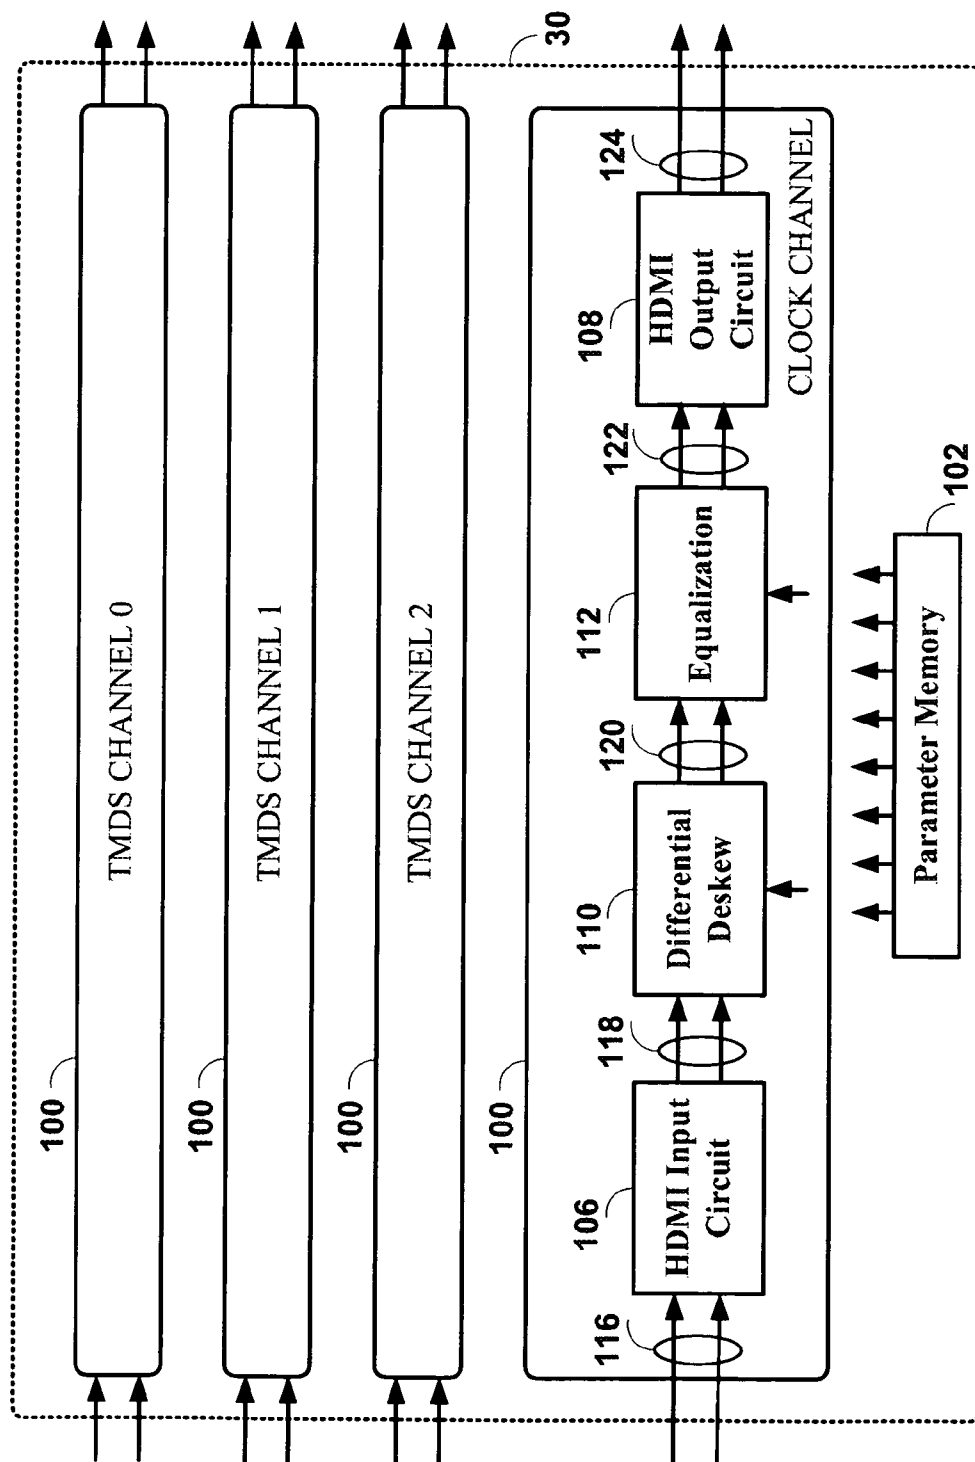 30
100
TMDS CHANNEL 0
100
TMDS CHANNEL 1
100
TMDS CHANNEL 2
100
116
106
HDMI Input
Circuit
118
110
Differential
Deskew
120
112
Equalization
122
108
HDMI
Output
Circuit
124
CLOCK CHANNEL
102
Parameter Memory